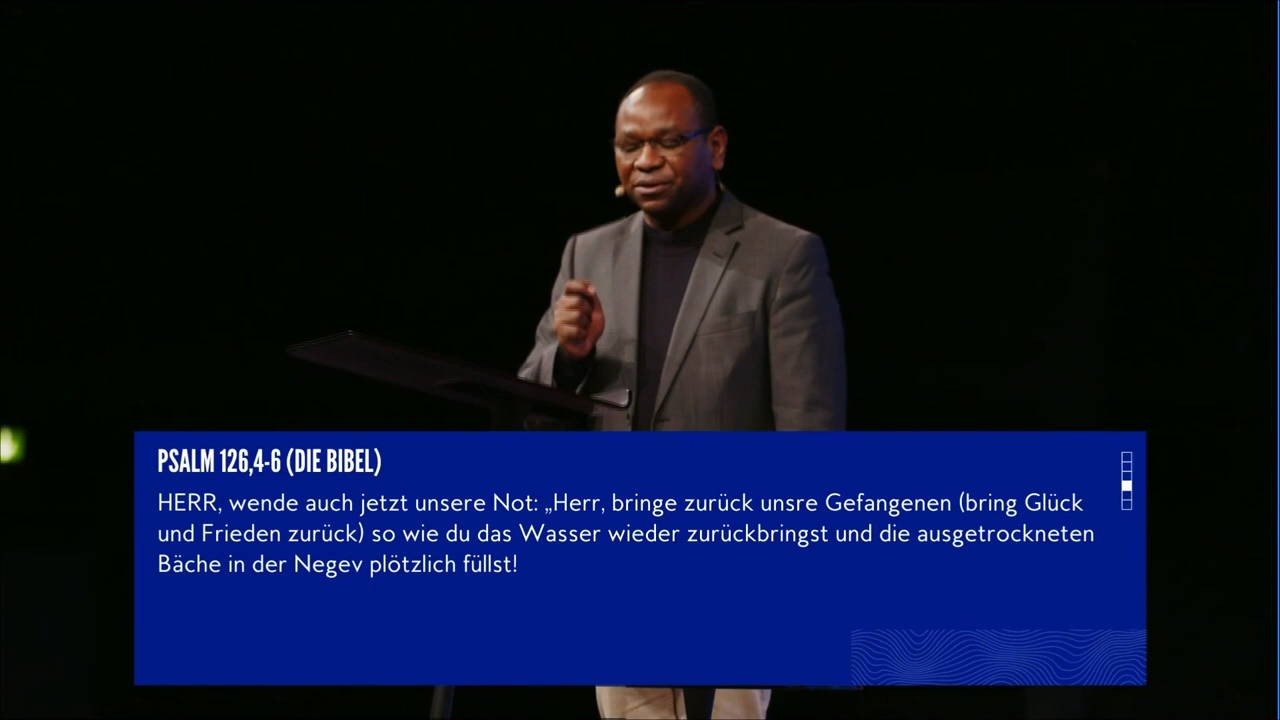 PSALM 126,4-6 (DIE BIBEL)
HERR, wende auch jetzt unsere Not: „Herr, bringe zurück unsre Gefangenen (bring Glück
und Frieden zurück) so wie du das Wasser wieder zurückbringst und die ausgetrockneten
Bäche in der Negev plötzlich füllst!